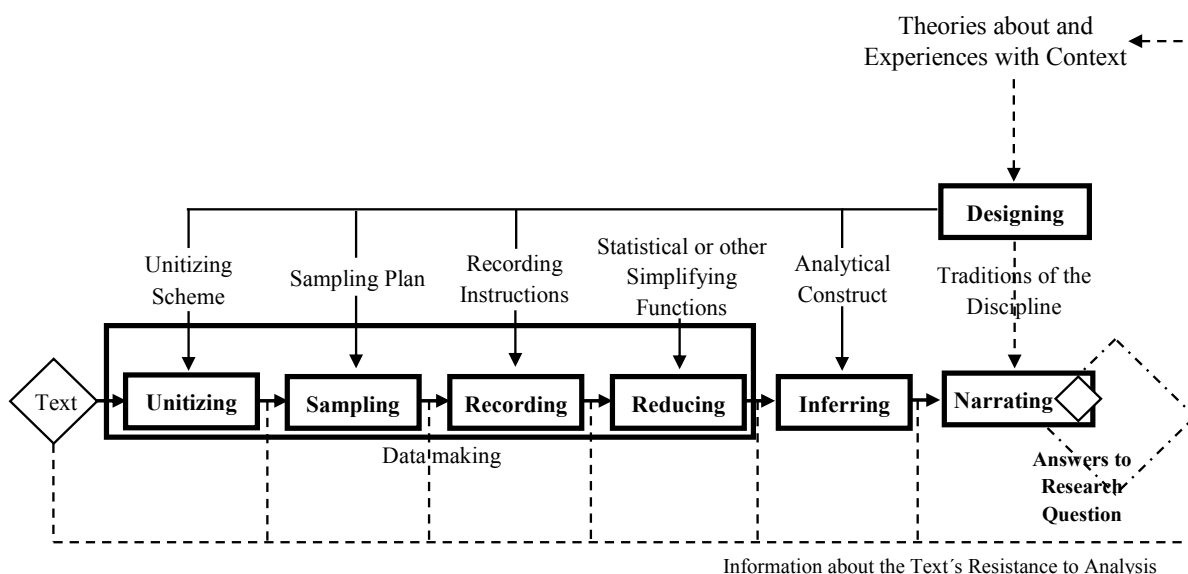 Theories about and
Experiences with Context
Designing
Unitizing
Scheme
Sampling Plan
Recording
Instructions
Statistical or other
Simplifying
Functions
Analytical
Construct
Traditions of the
Discipline
Text
Unitizing
Sampling
Recording
Reducing
Inferring
Narrating
Data making
Answers to
Research
Question
Information about the Text´s Resistance to Analysis